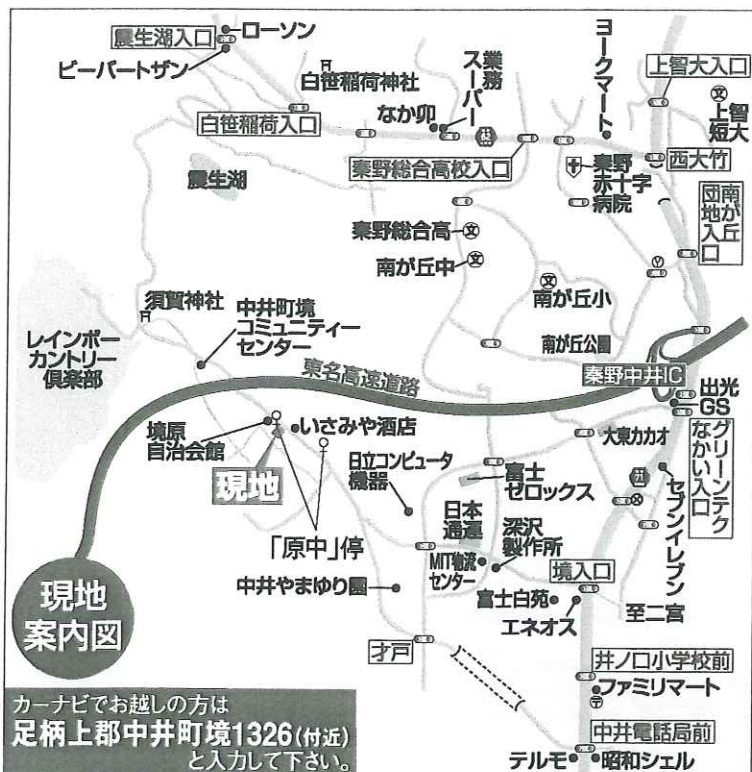 震生湖入口
ローソン
ビーバートザン
白笹稲荷神社
白笹稲荷入口
なか卯
業務
スーパー
ヨークマート
上智大入口
上智
短大
秦野総合高校入口
秦野
赤十字
病院
西大竹
南が丘
団地入口
震生湖
秦野総合高
南が丘中
南が丘小
南が丘公園
須賀神社
中井町境
コミュニティー
センター
レインボー
カントリー
倶楽部
東名高速道路
秦野中井IC
出光
GS
境原
自治会館
いさみや酒店
現地
「原中」停
日立コンピュータ
機器
大東カカオ
グリーンテク
なかい入口
富士
ゼロックス
71
セブンイレブン
日本
通運
深沢
製作所
MIT物流
センター
中井やまゆり園
境入口
富士白苑
エネオス
至二宮
才戸
井ノ口小学校前
ファミリマート
中井電話局前
テルモ
昭和シェル
現地
案内図
カーナビでお越しの方は
足柄上郡中井町境1326(付近)
と入力して下さい。